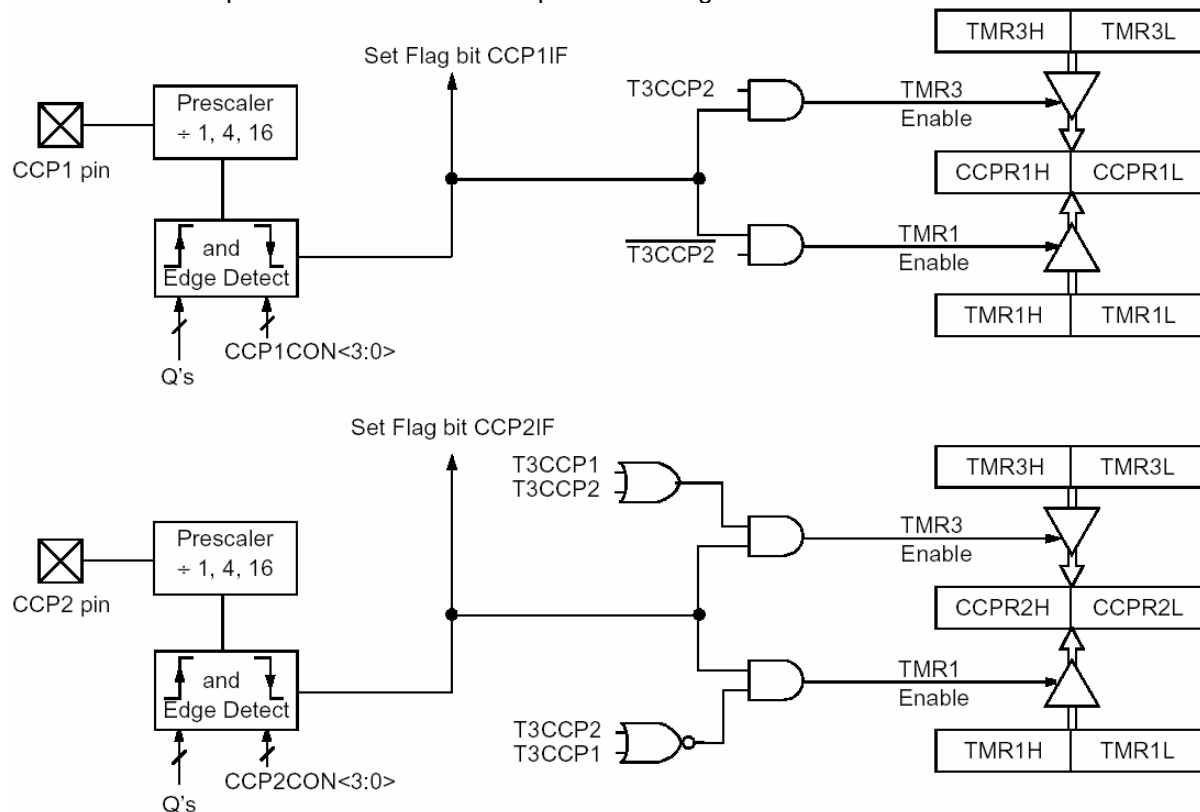 TMR3H TMR3L
Set Flag bit CCP1IF
T3CCP2
TMR3
Enable
Prescaler
÷ 1, 4, 16
CCP1 pin
CCPR1H CCPR1L
and
Edge Detect
T3CCP2
TMR1
Enable
TMR1H TMR1L
CCP1CON<3:0>
Q's
Set Flag bit CCP2IF
TMR3H TMR3L
T3CCP1
T3CCP2
TMR3
Enable
Prescaler
÷ 1, 4, 16
CCP2 pin
CCPR2H CCPR2L
and
Edge Detect
TMR1
Enable
T3CCP2
T3CCP1
TMR1H TMR1L
CCP2CON<3:0>
Q's